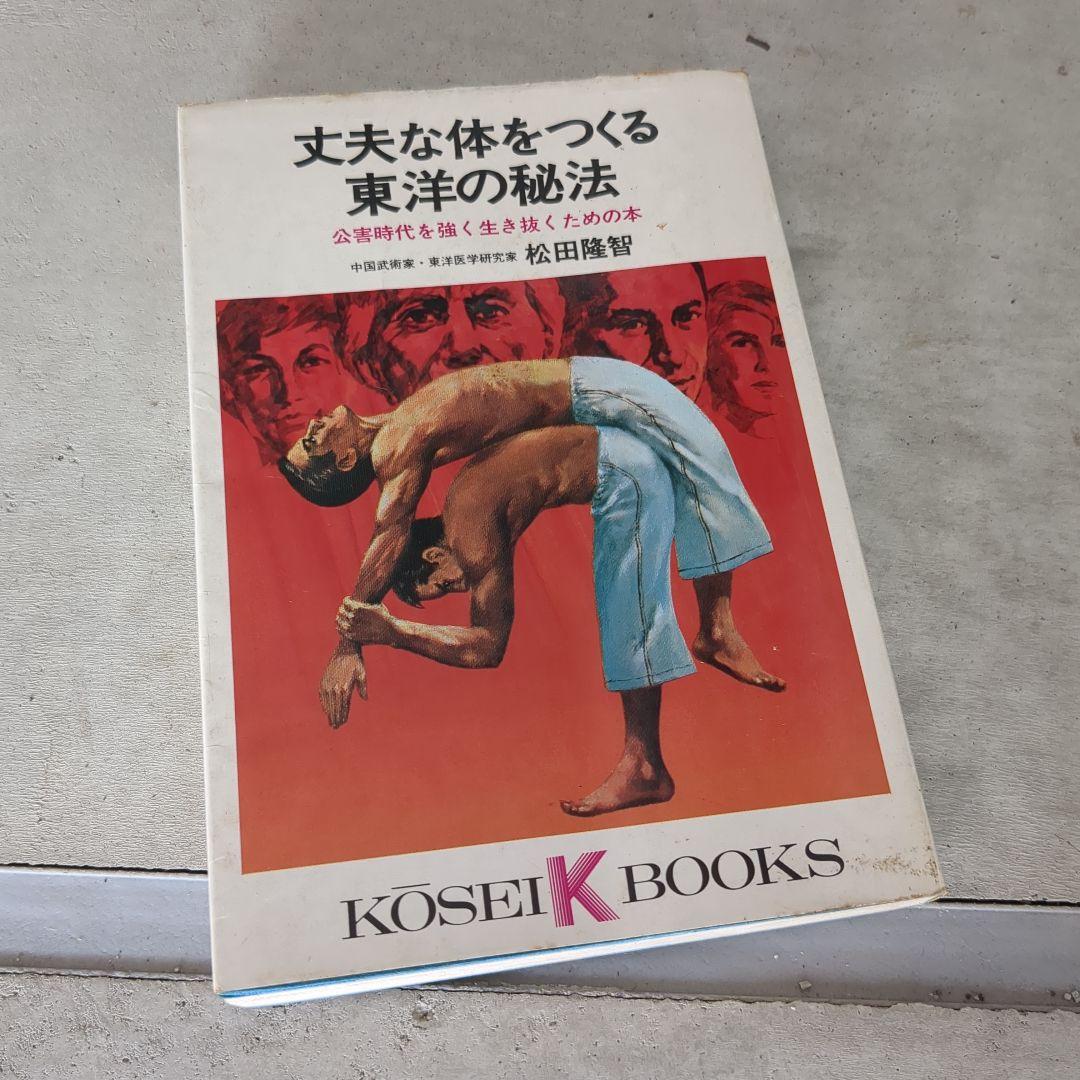 丈夫な体をつくる
東洋の秘法
公害時代を強く生き抜くための本
中国武術家・東洋医学研究家 松田隆智
KŌSEI K BOOKS